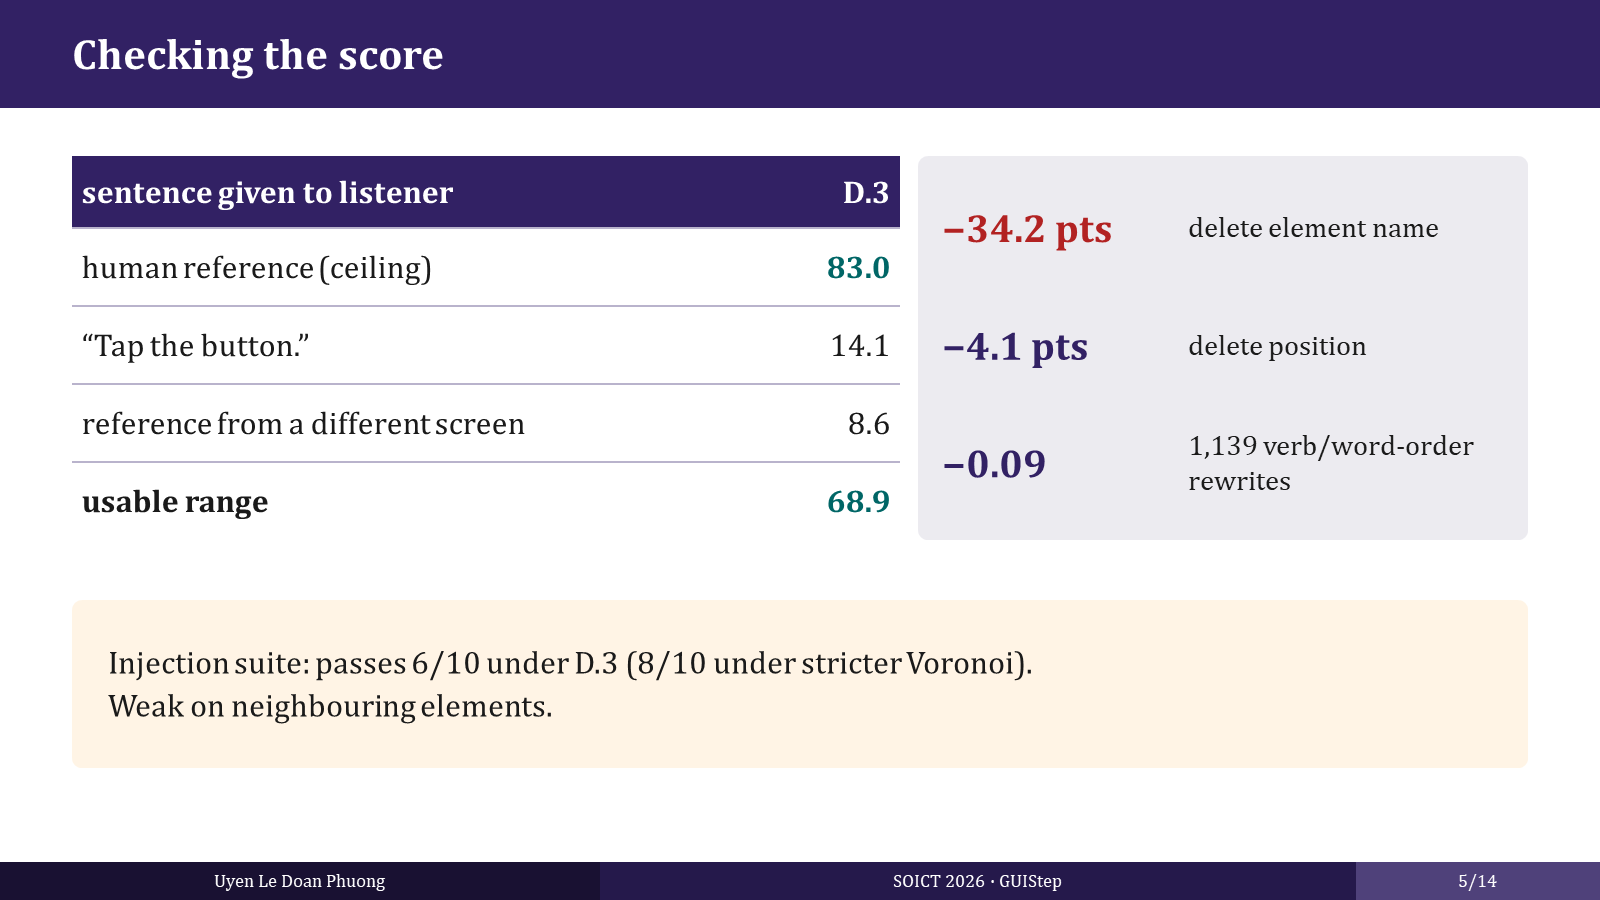 Checking the score
sentence given to listener D.3
human reference (ceiling) 83.0
“Tap the button.” 14.1
reference from a different screen 8.6
usable range 68.9
−34.2 pts delete element name
−4.1 pts delete position
−0.09 1,139 verb/word-order
rewrites
Injection suite: passes 6/10 under D.3 (8/10 under stricter Voronoi).
Weak on neighbouring elements.
Uyen Le Doan Phuong SOICT 2026 · GUIStep 5/14